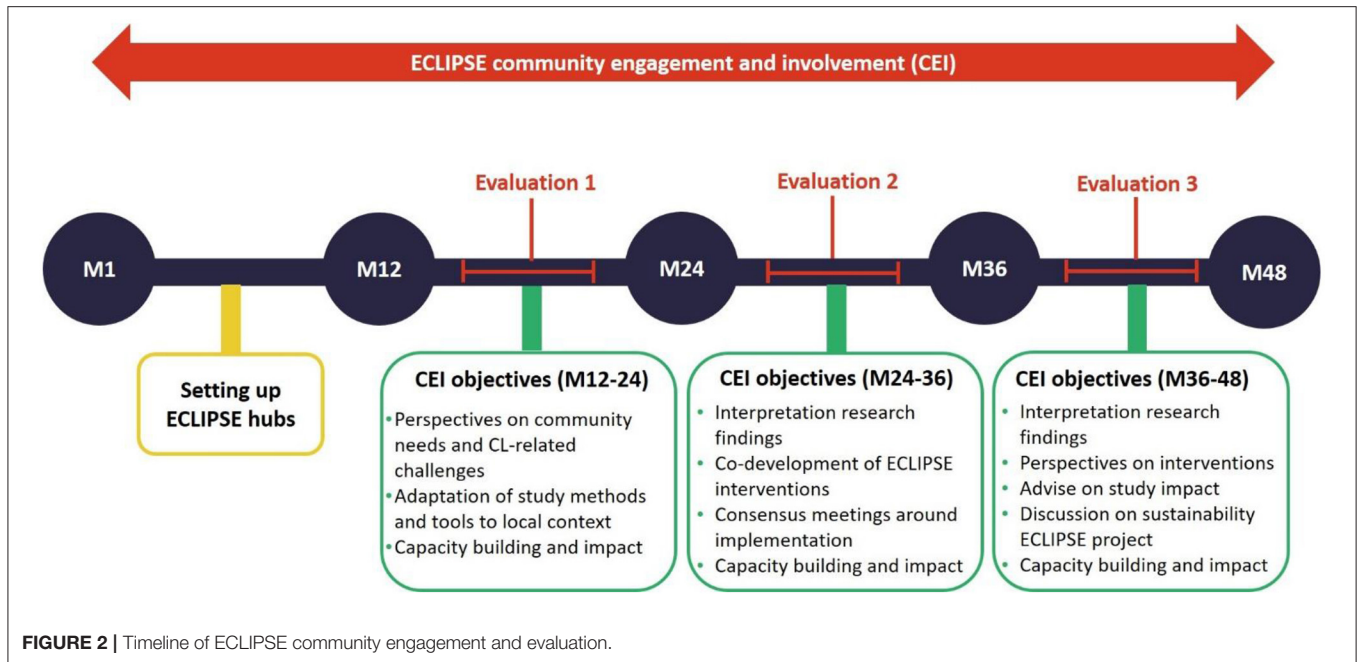 ECLIPSE community engagement and involvement (CEI)
Evaluation 1
Evaluation 2
Evaluation 3
M1
M12
M24
M36
M48
Setting up
ECLIPSE hubs
CEI objectives (M12-24)
• Perspectives on community
needs and CL-related
challenges
• Adaptation of study methods
and tools to local context
• Capacity building and impact
CEI objectives (M24-36)
• Interpretation research
findings
• Co-development of ECLIPSE
interventions
• Consensus meetings around
implementation
• Capacity building and impact
CEI objectives (M36-48)
• Interpretation research
findings
• Perspectives on interventions
• Advise on study impact
• Discussion on sustainability
ECLIPSE project
• Capacity building and impact
FIGURE 2 | Timeline of ECLIPSE community engagement and evaluation.